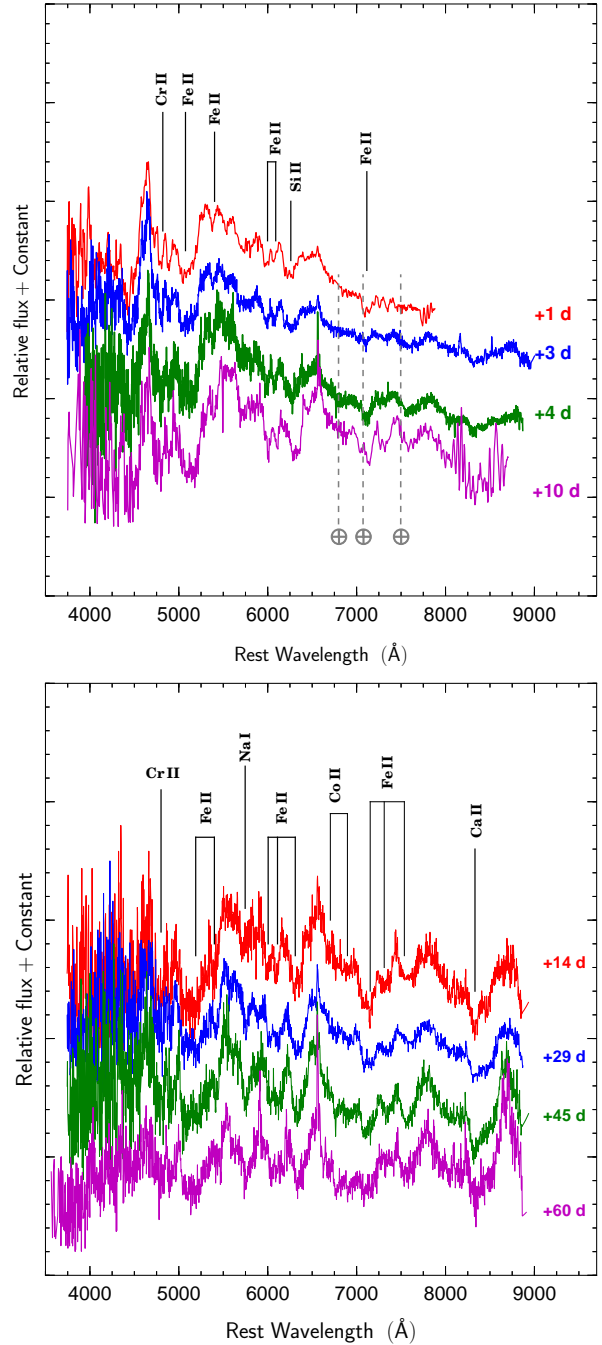 Cr II
Fe II
Fe II
Fe II
Si II
Fe II
Relative flux + Constant
+1 d
+3 d
+4 d
+10 d
4000 5000 6000 7000 8000 9000
Rest Wavelength (Å)
Cr II
Fe II
Na I
Fe II
Co II
Fe II
Ca II
Relative flux + Constant
+14 d
+29 d
+45 d
+60 d
4000 5000 6000 7000 8000 9000
Rest Wavelength (Å)